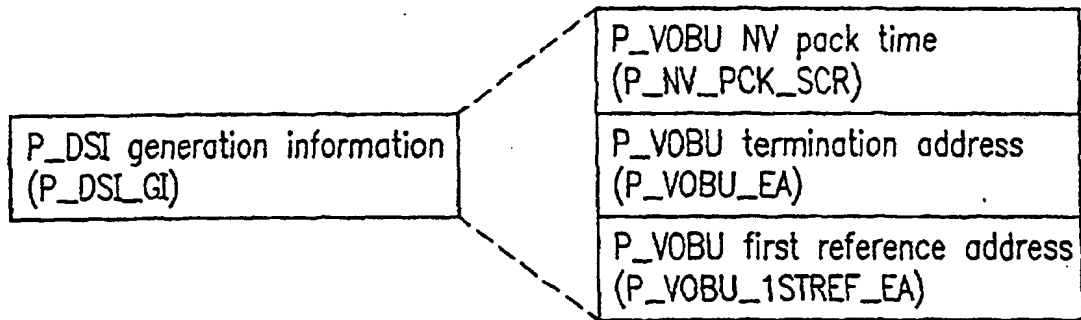 P_DSI generation information
(P_DSI_GI)
P_VOBU NV pack time
(P_NV_PCK_SCR)
P_VOBU termination address
(P_VOBU_EA)
P_VOBU first reference address
(P_VOBU_1STREF_EA)